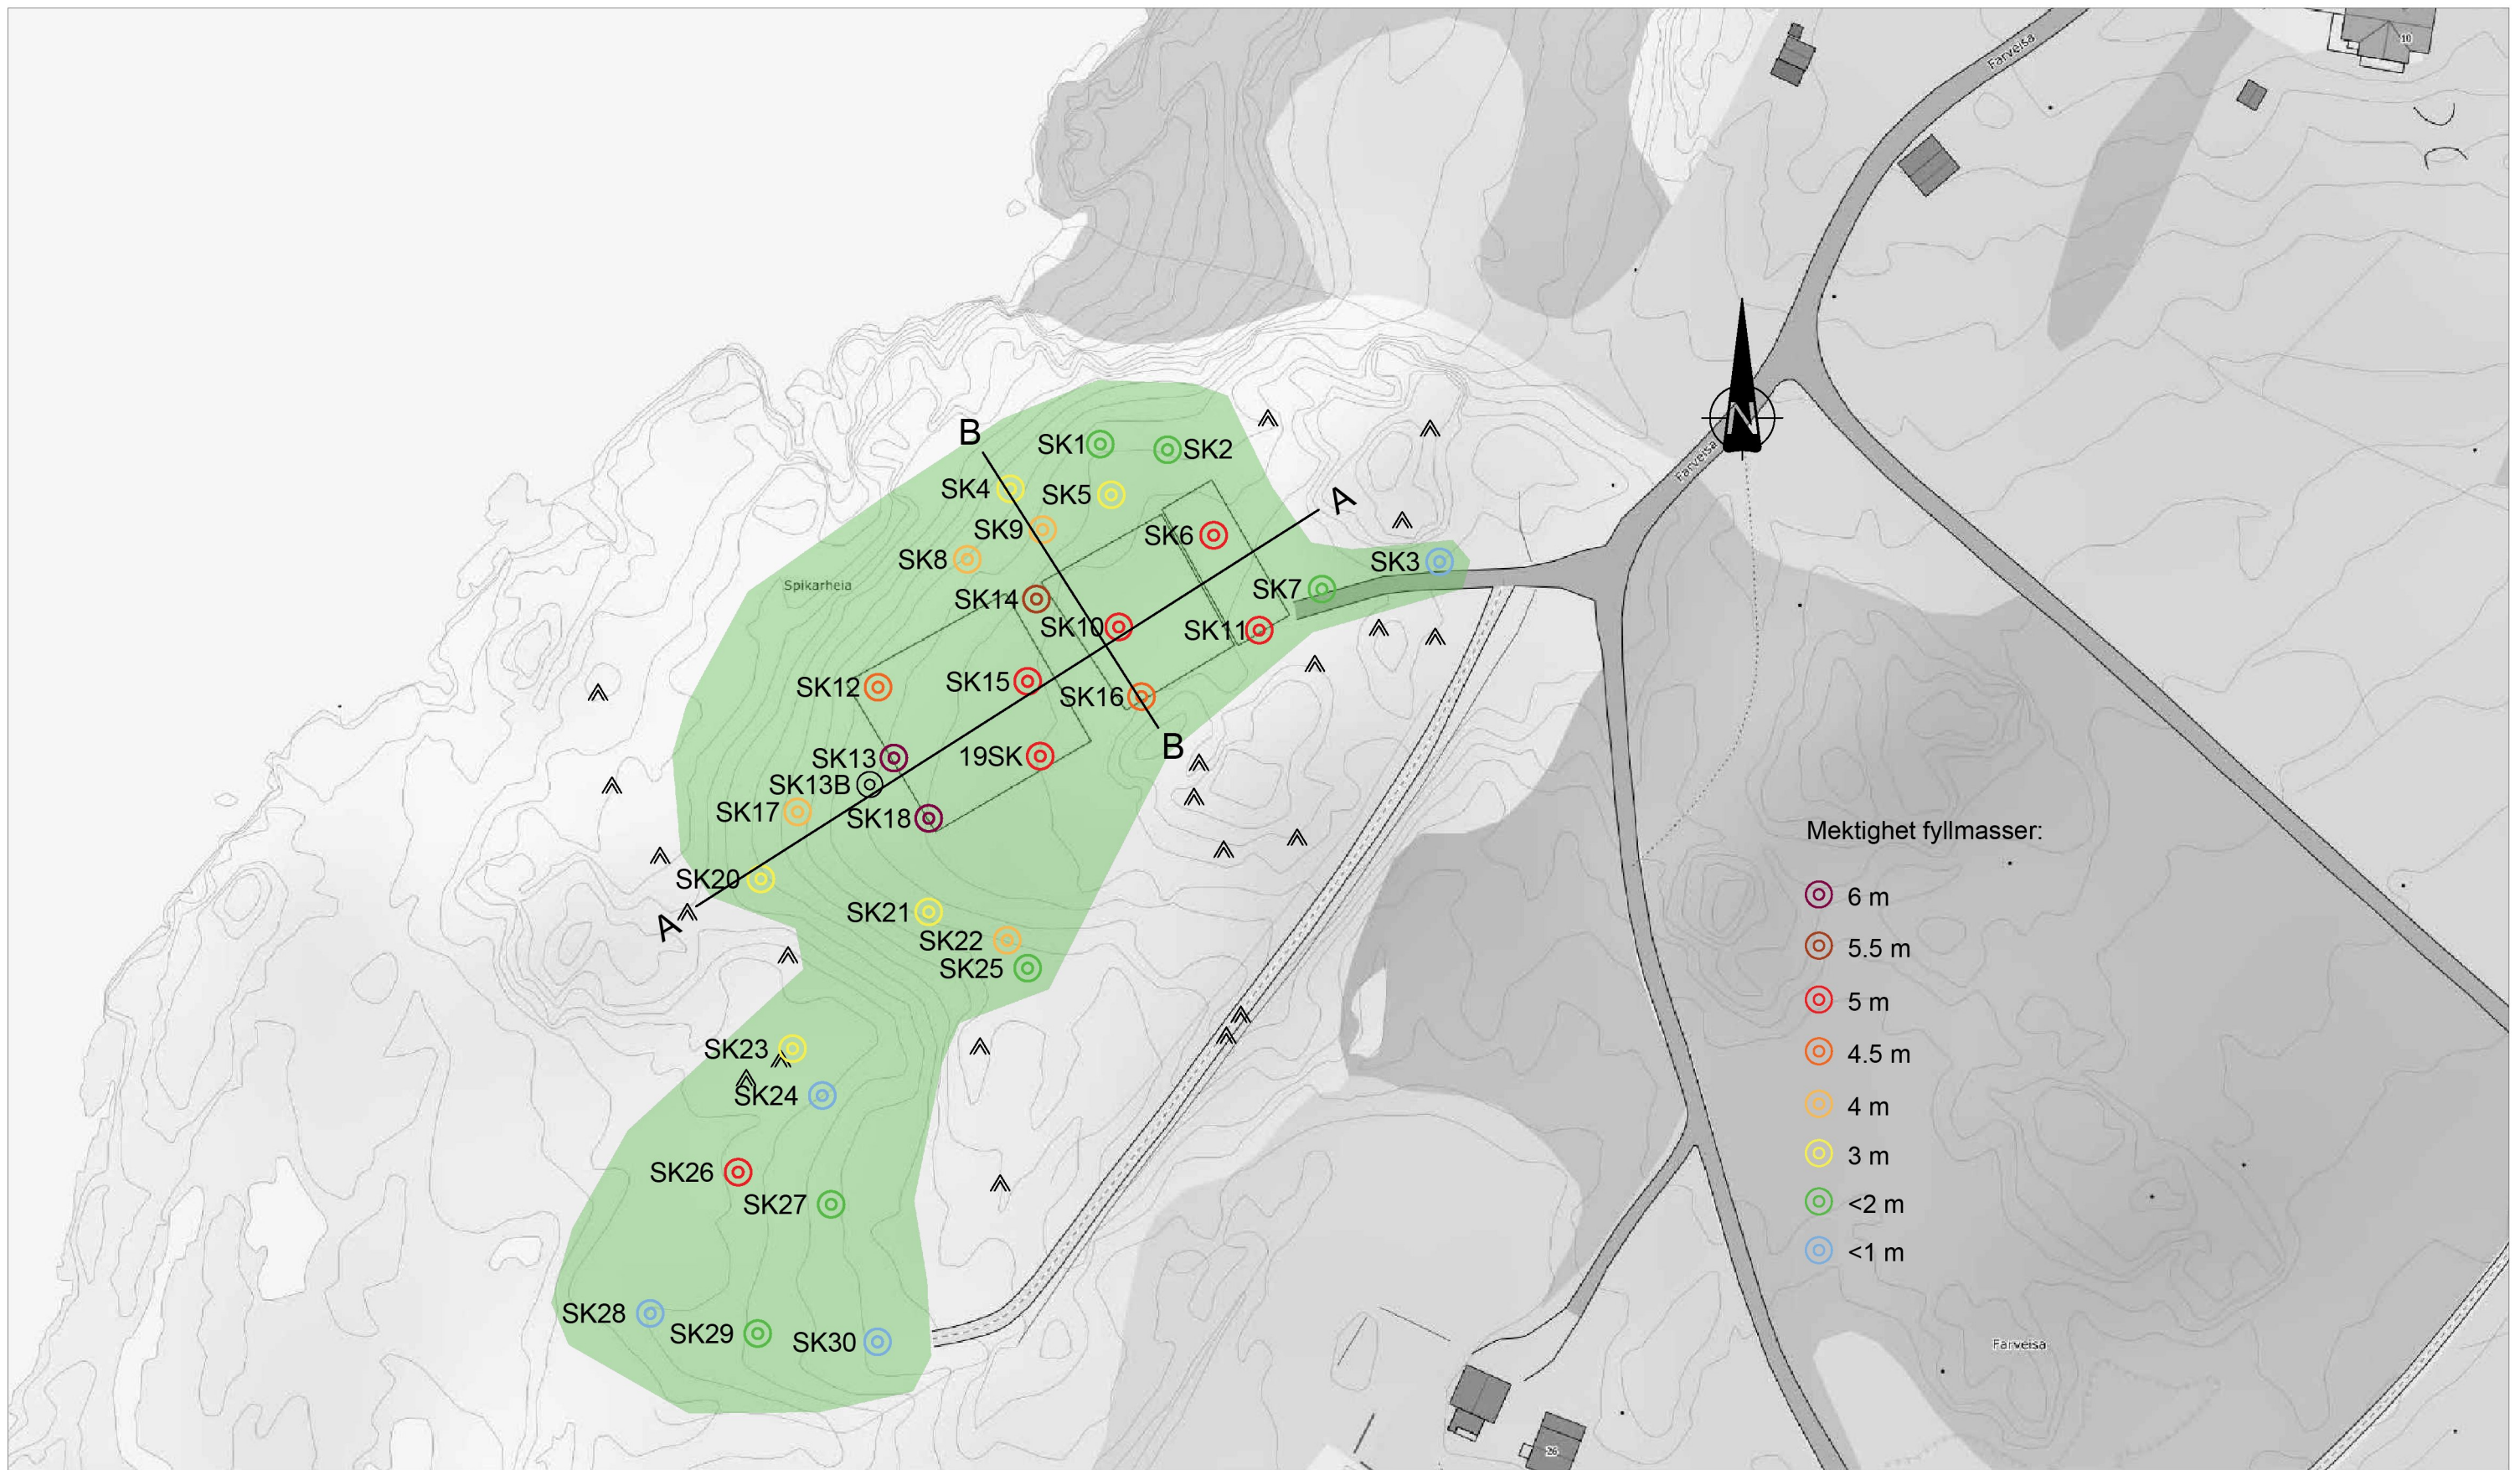 Farveisa
10
N
Farveisa
B
SK1
SK2
SK4
SK5
A
SK9
SK6
SK8
SK3
Spikarheia
SK7
SK14
SK10
SK11
SK12
SK15
SK16
B
SK13
19SK
SK13B
SK17
SK18
SK20
A
SK21
SK22
SK25
SK23
SK24
SK26
SK27
SK28
SK29
SK30
Mektighet fyllmasser:
6 m
5.5 m
5 m
4.5 m
4 m
3 m
<2 m
<1 m
Farveisa
26